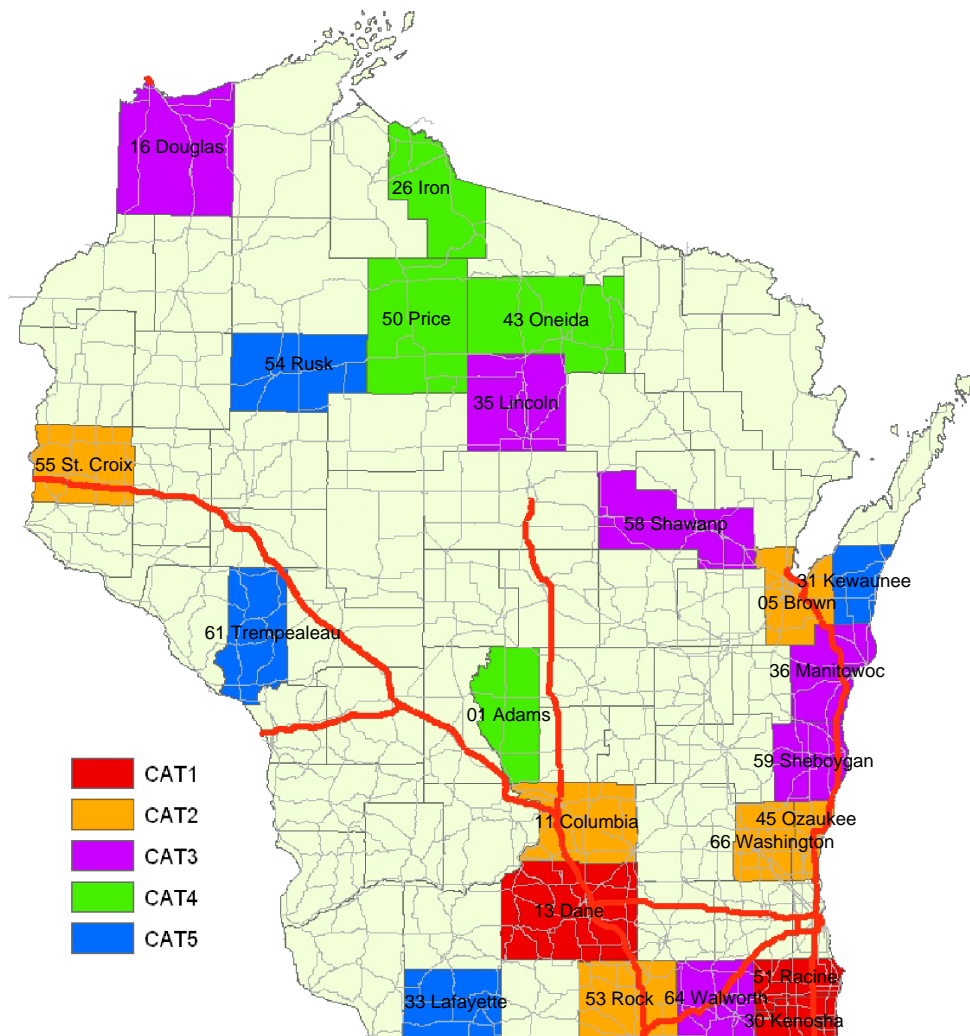 16 Douglas
26 Iron
50 Price
43 Oneida
54 Rusk
35 Lincoln
55 St. Croix
58 Shawanp
31 Kewaunee
05 Brown
61 Trempealeau
36 Manitowoc
01 Adams
59 Sheboygan
CAT1
CAT2
CAT3
CAT4
CAT5
11 Columbia
45 Ozaukee
66 Washington
13 Dane
33 Lafayette
53 Rock
64 Walworth
51 Racine
30 Kenosha